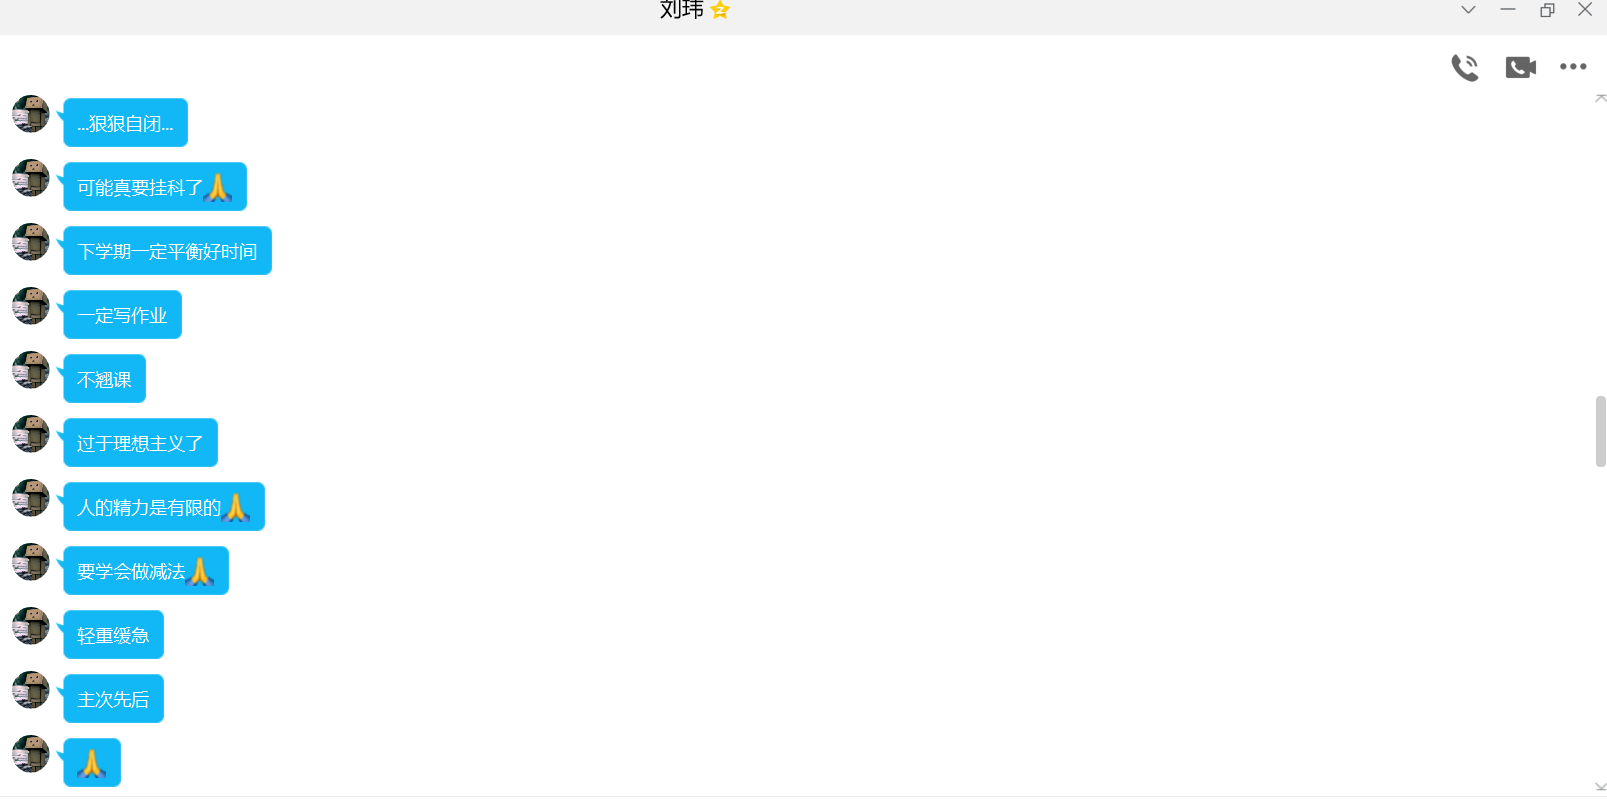 刘玮
...狠狠自闭...
可能真要挂科了🙏
下学期一定平衡好时间
一定写作业
不翘课
过于理想主义了
人的精力是有限的🙏
要学会做减法🙏
轻重缓急
主次先后
🙏